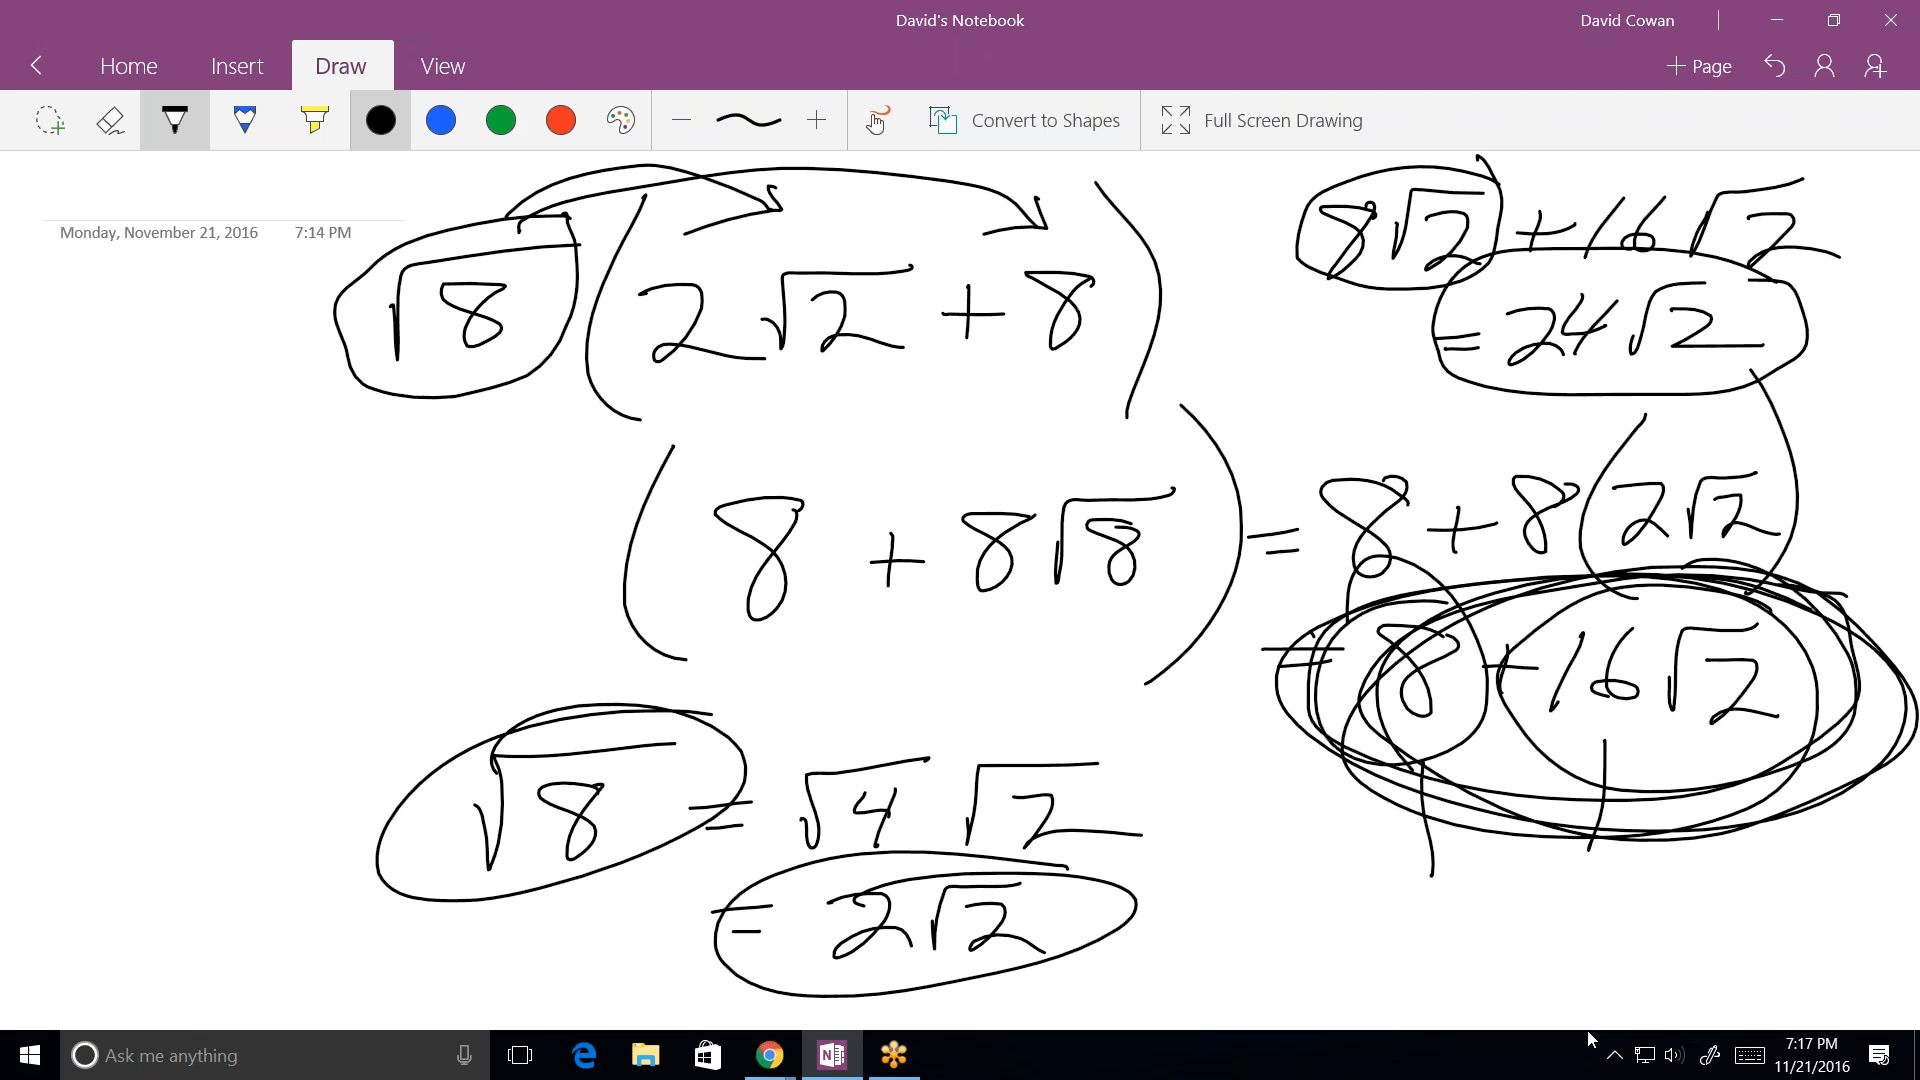 David's Notebook
David Cowan
Home Insert Draw View
Page
Convert to Shapes
Full Screen Drawing
Monday, November 21, 2016 7:14 PM
√8 (2√2 + 8)
8√2 + 16√2
= 24√2
(8 + 8√8) = 8 + 8(2√2)
= 8 + 16√2
√8 = √4 √2
= 2√2
Ask me anything
7:17 PM
11/21/2016